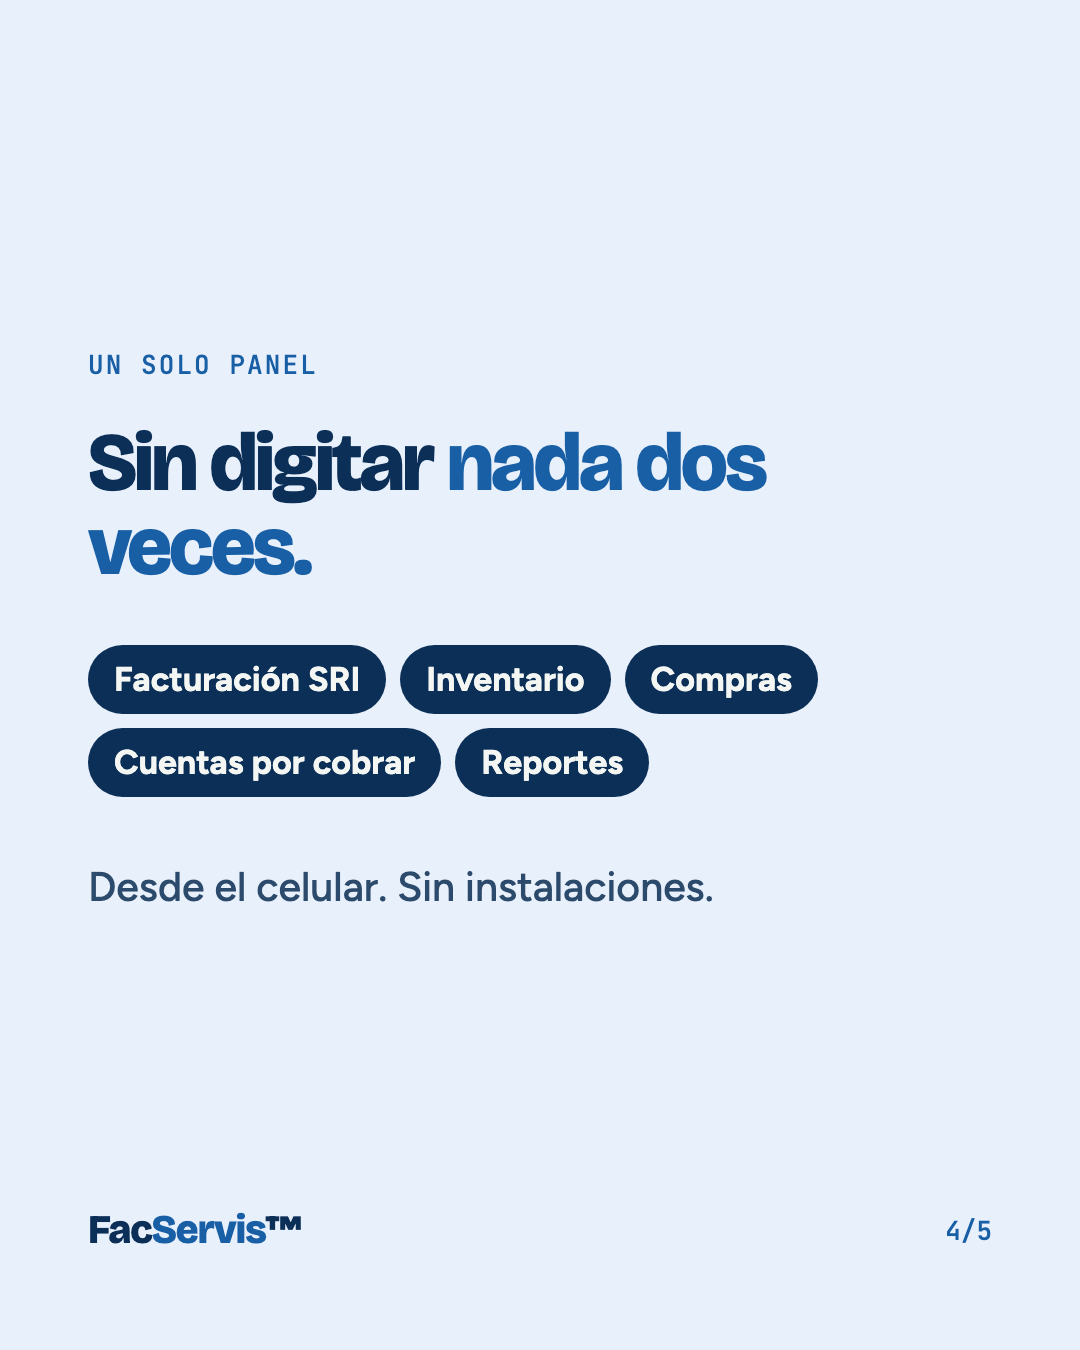 UN SOLO PANEL
Sin digitar nada dos
veces.
Facturación SRI Inventario Compras
Cuentas por cobrar Reportes
Desde el celular. Sin instalaciones.
FacServis™ 4/5